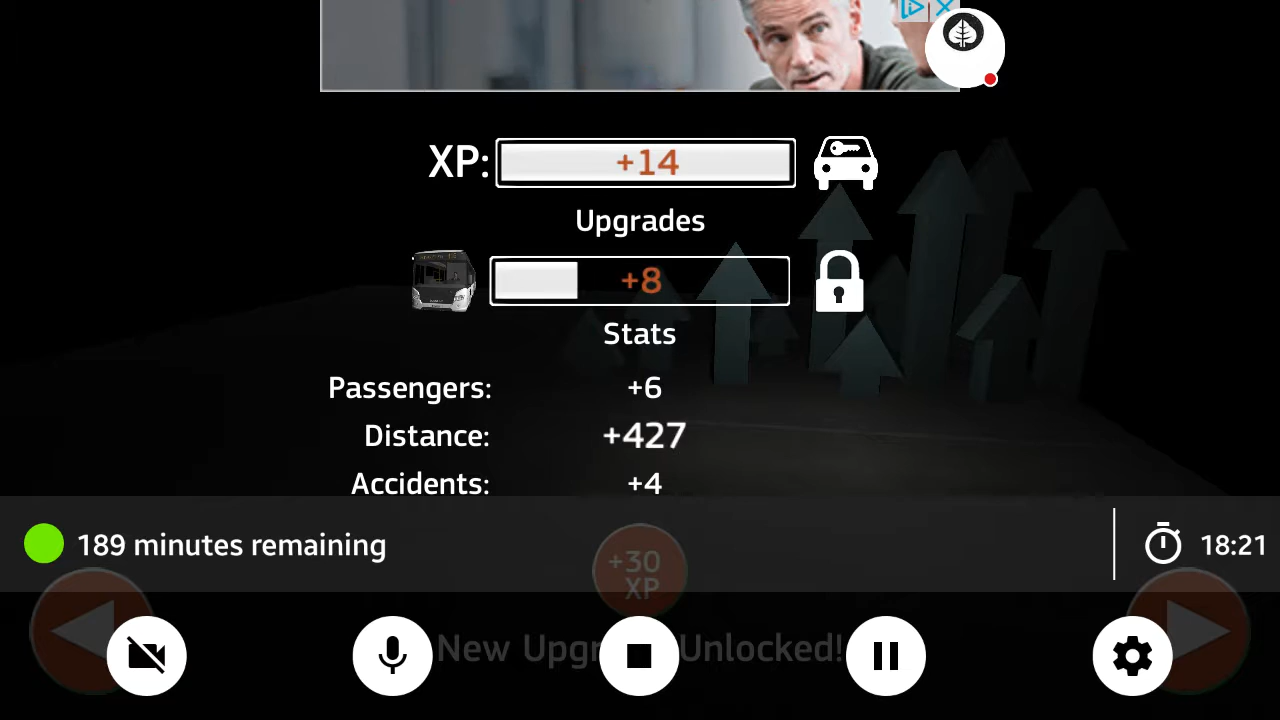 XP: +14
Upgrades
+8
Stats
Passengers: +6
Distance: +427
Accidents: +4
189 minutes remaining 18:21
+30
XP
New Upgr Unlocked!